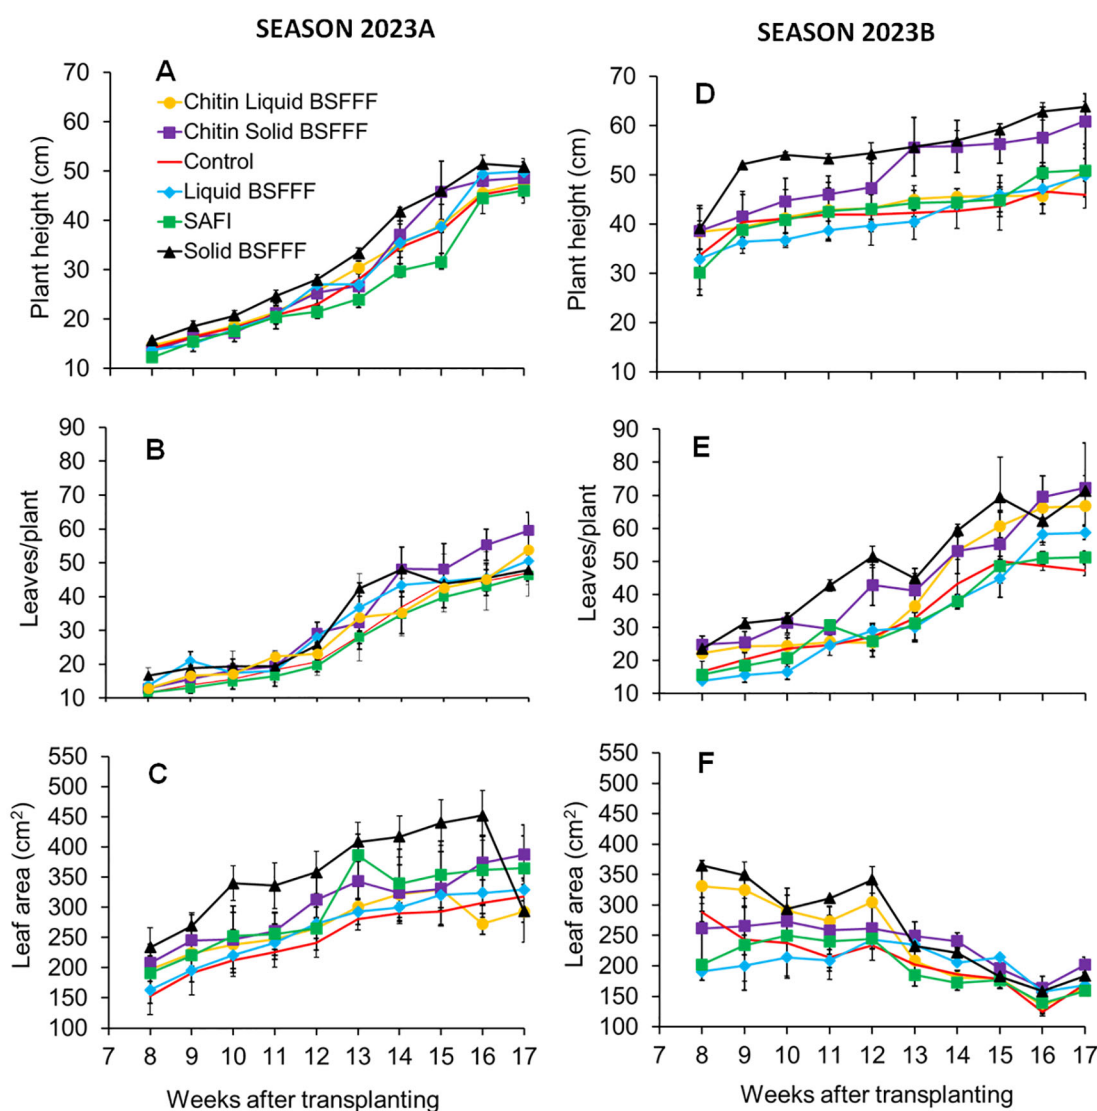 SEASON 2023A
SEASON 2023B
A
Chitin Liquid BSFFF
Chitin Solid BSFFF
Control
Liquid BSFFF
SAFI
Solid BSFFF
Plant height (cm)
70
60
50
40
30
20
10
D
Plant height (cm)
70
60
50
40
30
20
10
B
Leaves/plant
90
80
70
60
50
40
30
20
10
E
Leaves/plant
90
80
70
60
50
40
30
20
10
C
Leaf area (cm²)
550
500
450
400
350
300
250
200
150
100
7 8 9 10 11 12 13 14 15 16 17
Weeks after transplanting
F
Leaf area (cm²)
550
500
450
400
350
300
250
200
150
100
7 8 9 10 11 12 13 14 15 16 17
Weeks after transplanting